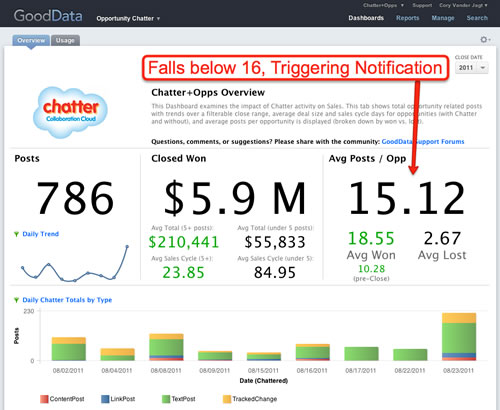 Chatter+Opps Support Cory Vander Jagt
GoodData Opportunity Chatter Dashboards Reports Manage Search
Overview Usage
Falls below 16, Triggering Notification
CLOSE DATE
2011
chatter
Collaboration Cloud
Chatter+Opps Overview
This Dashboard examines the impact of Chatter activity on Sales. This tab shows total opportunity related posts
with trends over a filterable close range, average deal size and sales cycle days for opportunities (with Chatter
and without), and average posts per opportunity is displayed (broken down by won vs. lost).
Questions, comments, or suggestions? Please share with the community: GoodData Support Forums
Posts Closed Won Avg Posts / Opp
786 $5.9 M 15.12
Daily Trend
Avg Total (5+ posts): Avg Total (under 5 posts):
$210,441 $55,833
Avg Sales Cycle (5+): Avg Sales Cycle (under 5):
23.85 84.95
18.55 2.67
Avg Won Avg Lost
10.28
(pre-Close)
Daily Chatter Totals by Type
230
Posts
0
08/02/2011 08/04/2011 08/08/2011 08/09/2011 08/15/2011 08/16/2011 08/17/2011 08/22/2011 08/23/2011
Date (Chattered)
ContentPost LinkPost TextPost TrackedChange